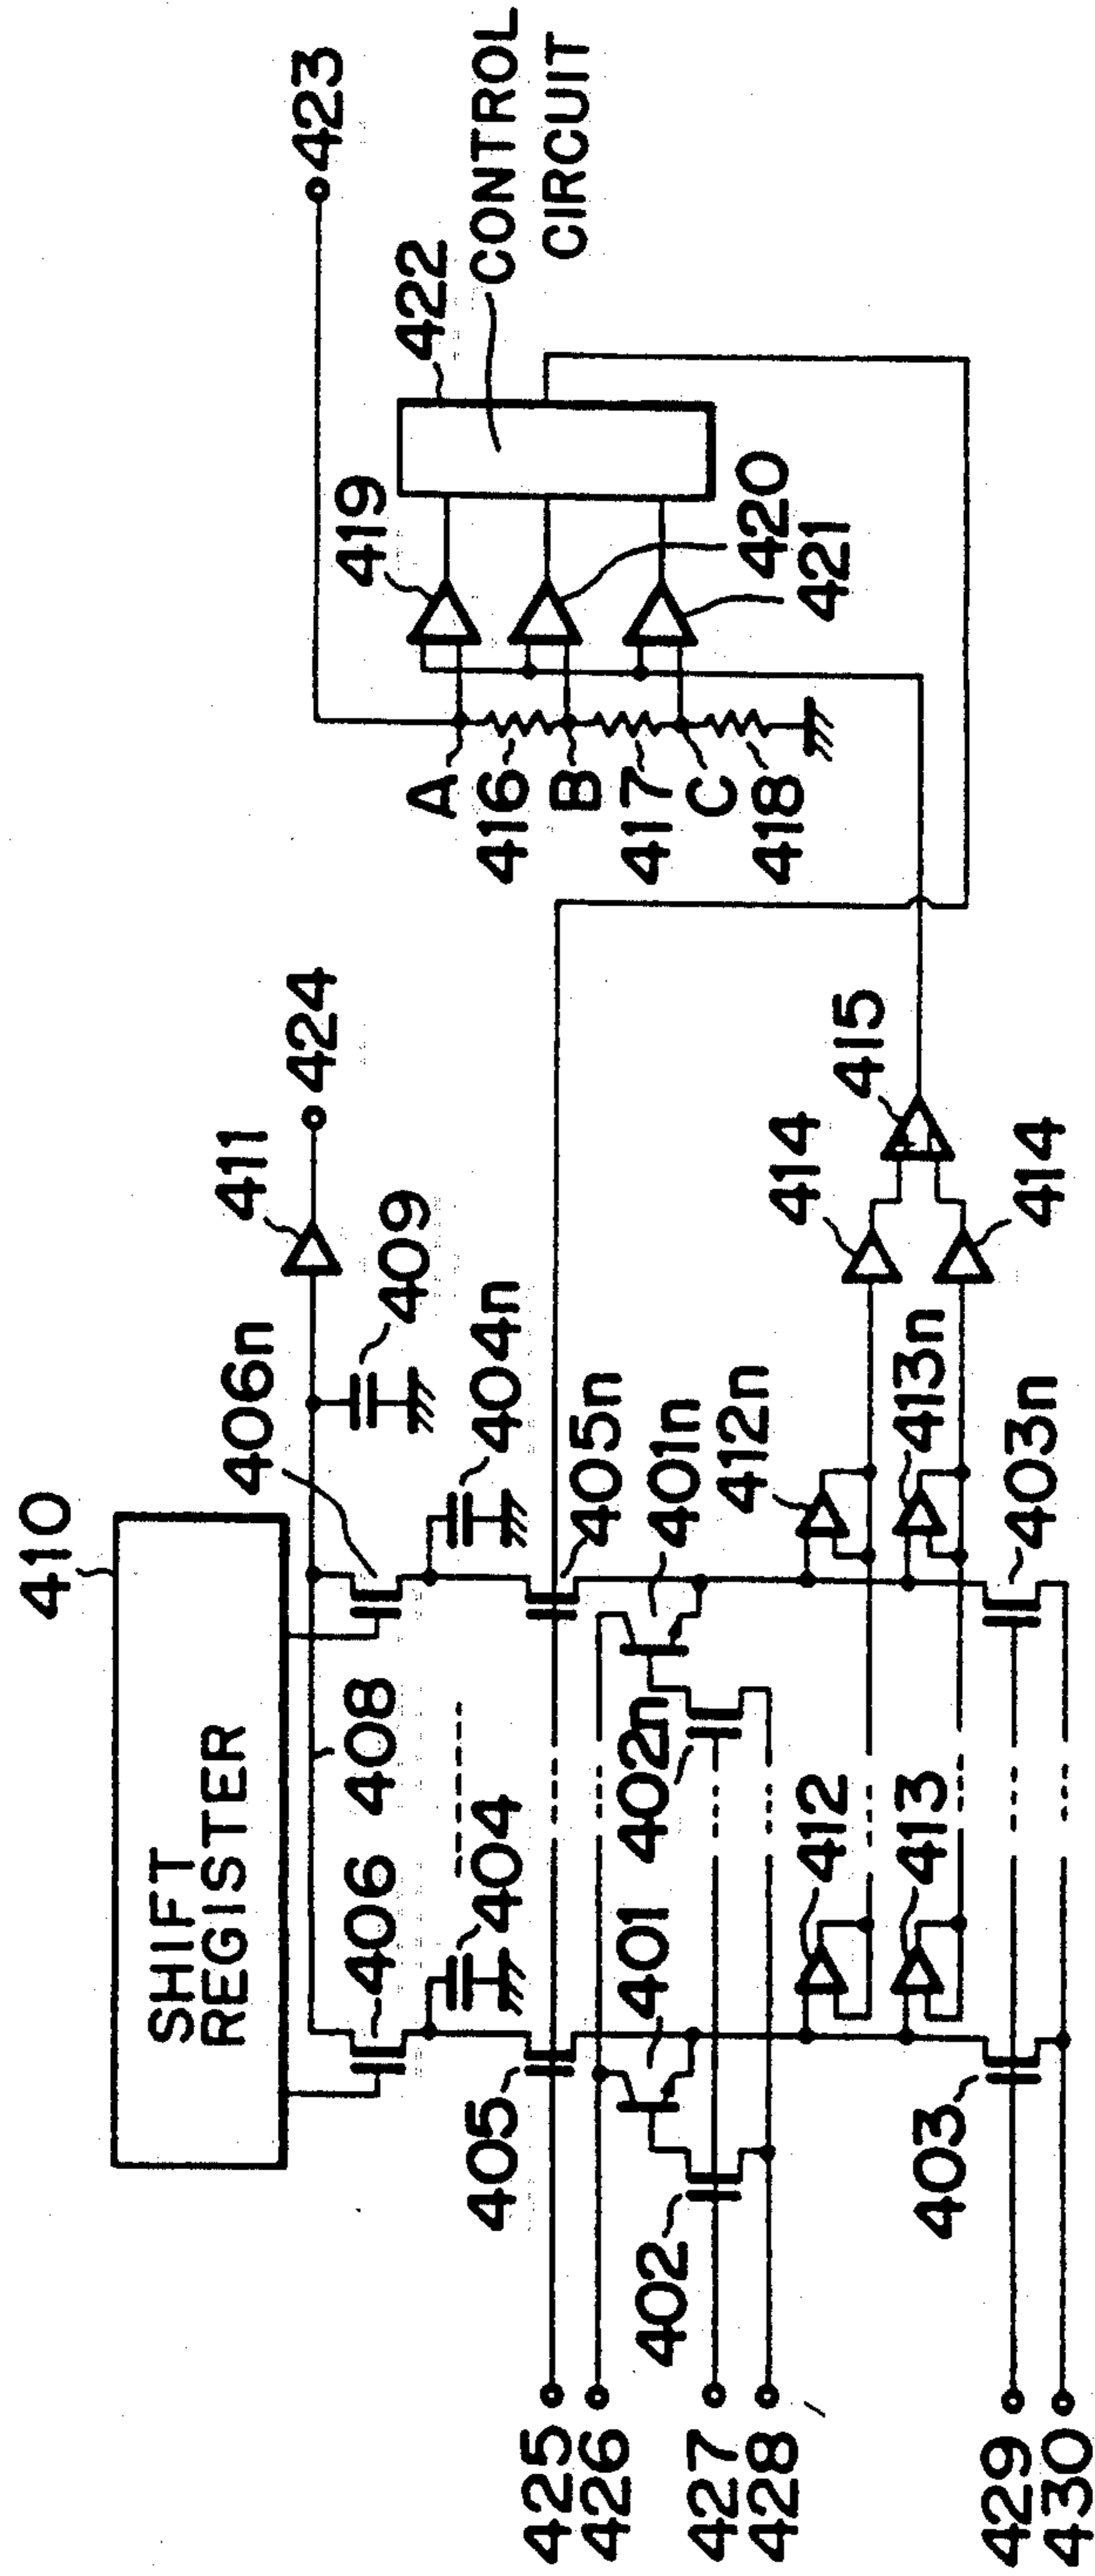 410
SHIFT
REGISTER
406n
411
424
423
406
408
409
404
404n
419
422
CONTROL
CIRCUIT
A
416
B
417
C
418
420
421
405
405n
401
401n
402
402n
412
412n
413
413n
414
414
415
403
403n
425
426
427
428
429
430